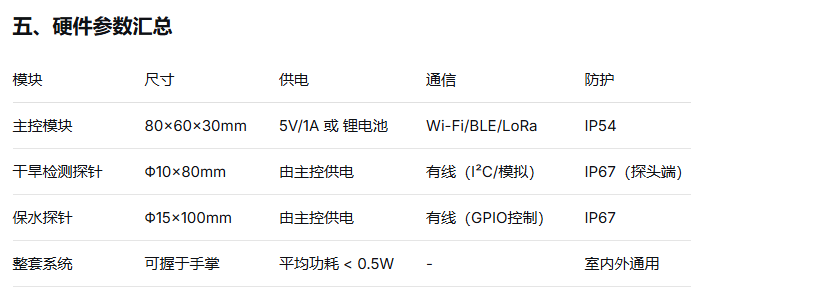 五、硬件参数汇总
模块 尺寸 供电 通信 防护
主控模块 80×60×30mm 5V/1A 或 锂电池 Wi-Fi/BLE/LoRa IP54
干旱检测探针 Φ10×80mm 由主控供电 有线（I²C/模拟） IP67（探头端）
保水探针 Φ15×100mm 由主控供电 有线（GPIO控制） IP67
整套系统 可握于手掌 平均功耗 < 0.5W - 室内外通用